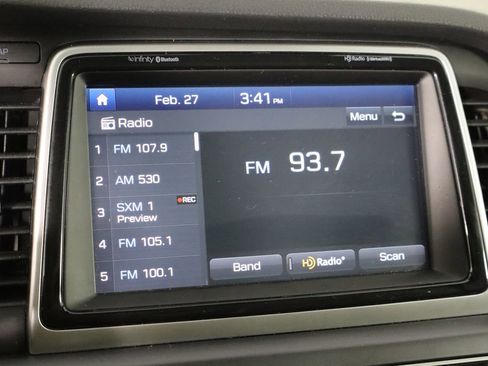 infinity Bluetooth
HD Radio
AP
Feb. 27 3:41 PM
Radio
Menu
1 FM 107.9
2 AM 530
3 SXM 1 Preview REC
4 FM 105.1
5 FM 100.1
FM 93.7
Band
HD Radio®
Scan